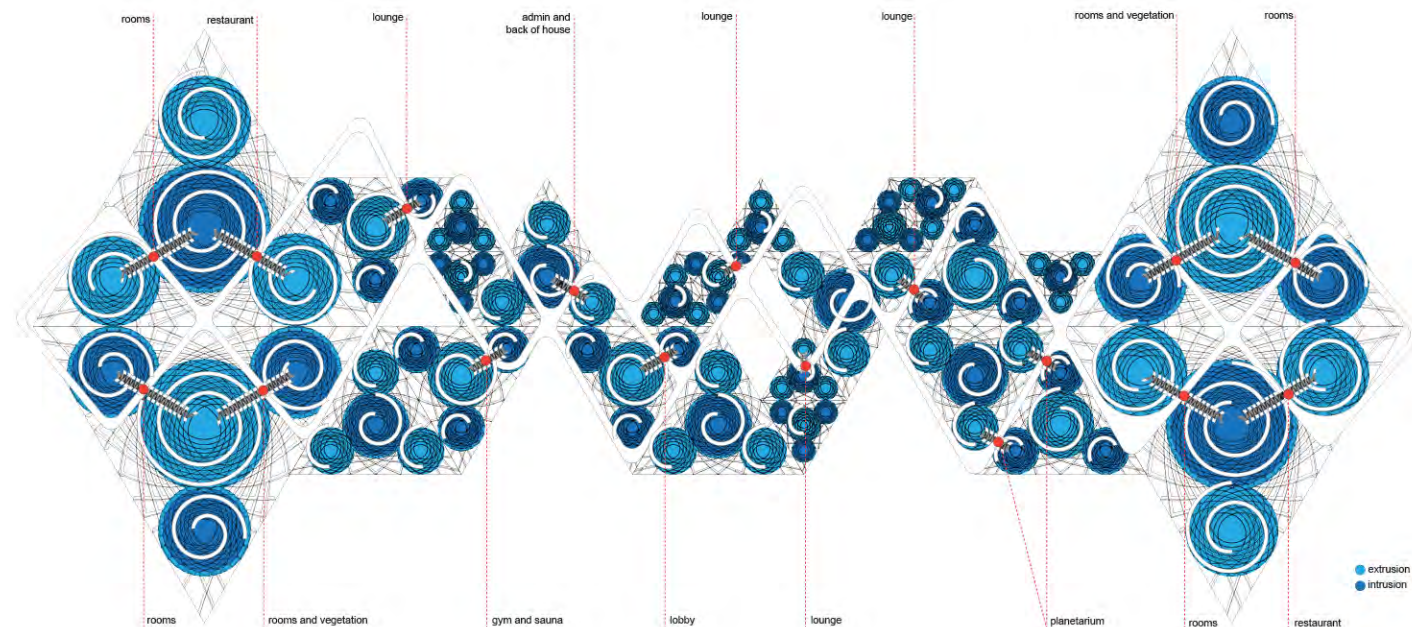 rooms
restaurant
lounge
admin and
back of house
lounge
lounge
rooms and vegetation
rooms
extrusion
intrusion
rooms
rooms and vegetation
gym and sauna
lobby
lounge
planetarium
rooms
restaurant